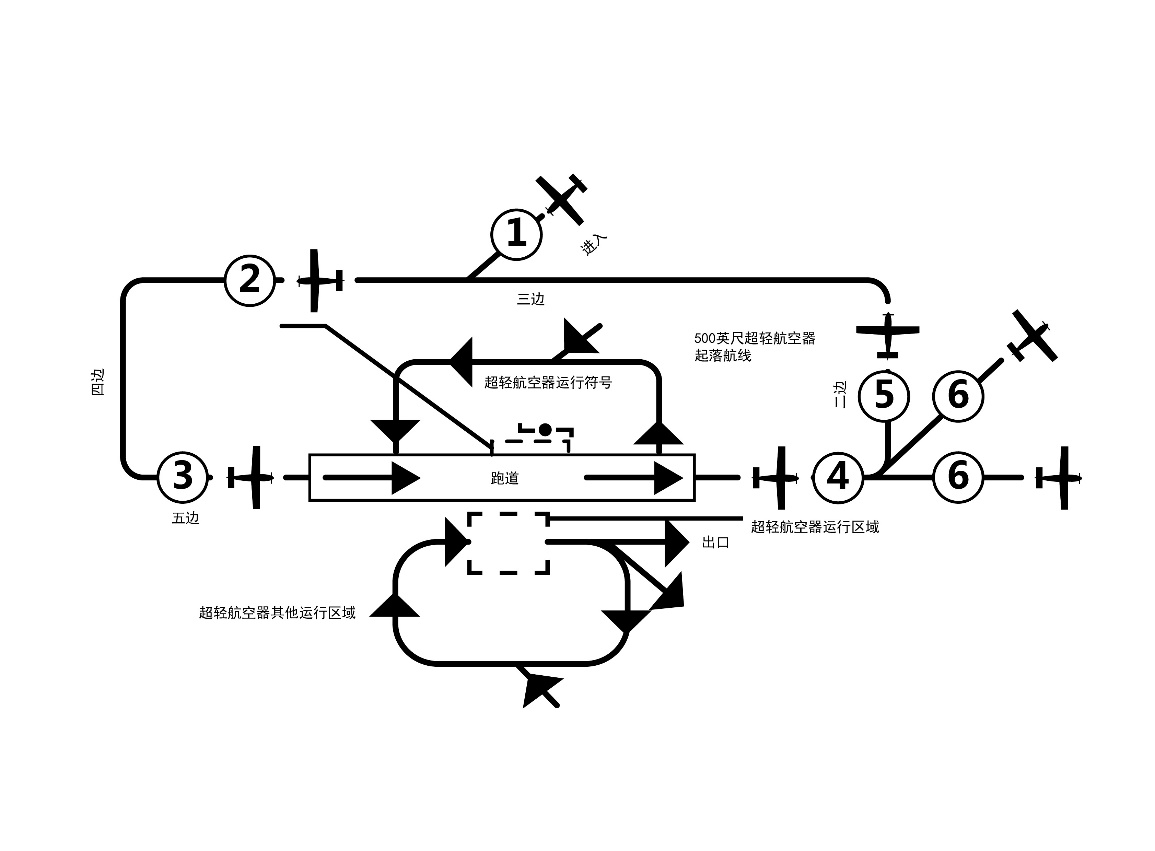 1
进入
2
三边
5
6
500英尺超轻航空器
起落航线
四边
超轻航空器运行符号
二边
3
跑道
4
6
五边
超轻航空器运行区域
出口
超轻航空器其他运行区域